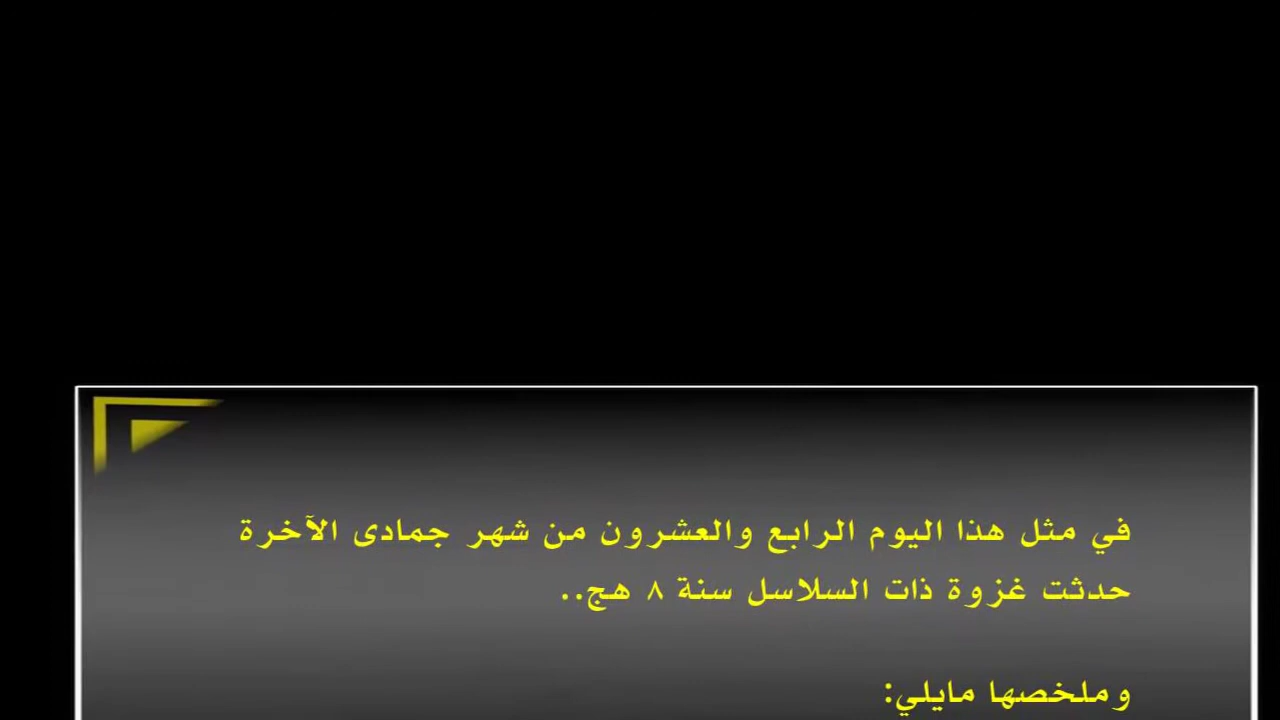 في مثل هذا اليوم الرابع والعشرون من شهر جمادى الآخرة
حدثت غزوة ذات السلاسل سنة ٨ هج..
وملخصها مايلي: